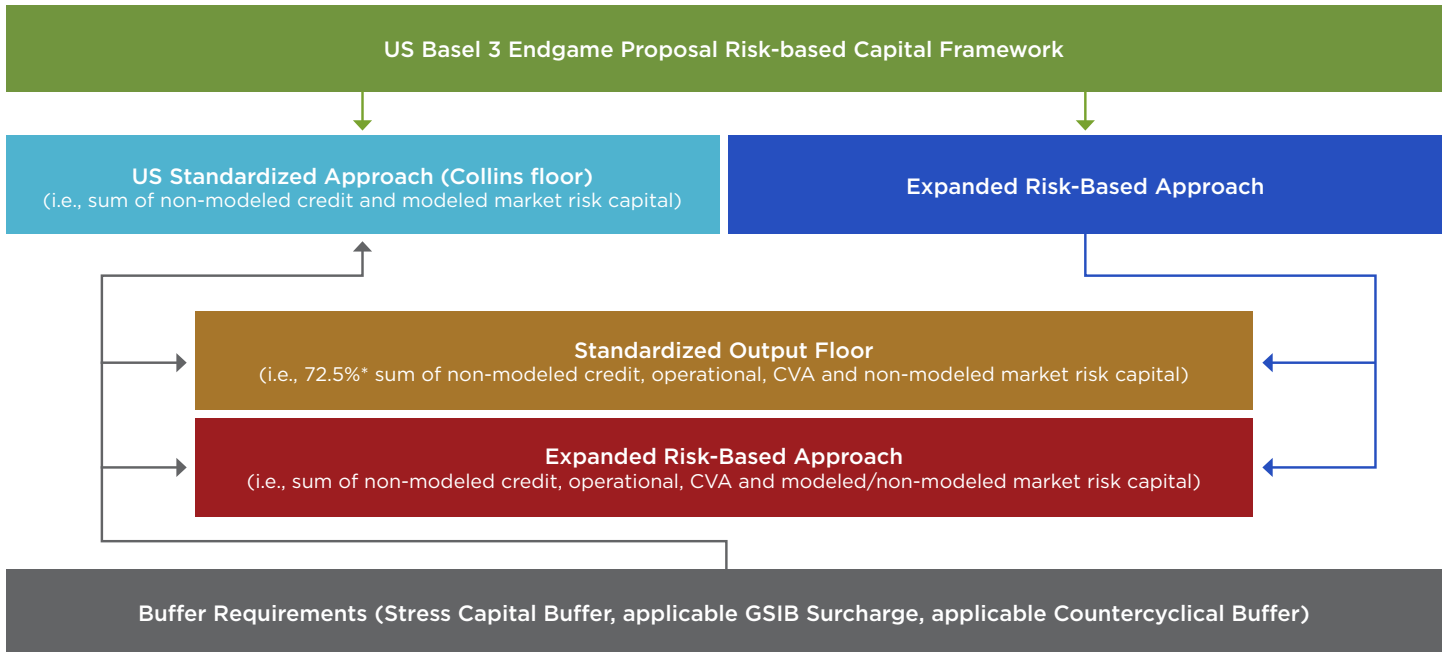 US Basel 3 Endgame Proposal Risk-based Capital Framework
US Standardized Approach (Collins floor)
(i.e., sum of non-modeled credit and modeled market risk capital)
Expanded Risk-Based Approach
Standardized Output Floor
(i.e., 72.5%* sum of non-modeled credit, operational, CVA and non-modeled market risk capital)
Expanded Risk-Based Approach
(i.e., sum of non-modeled credit, operational, CVA and modeled/non-modeled market risk capital)
Buffer Requirements (Stress Capital Buffer, applicable GSIB Surcharge, applicable Countercyclical Buffer)